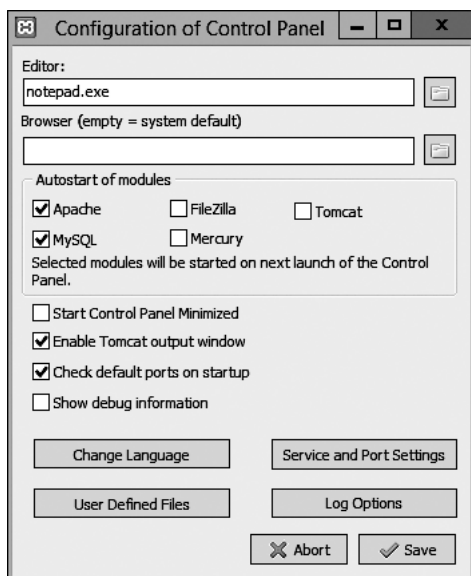 Configuration of Control Panel
Editor:
notepad.exe
Browser (empty = system default)
Autostart of modules
Apache FileZilla Tomcat
MySQL Mercury
Selected modules will be started on next launch of the Control
Panel.
Start Control Panel Minimized
Enable Tomcat output window
Check default ports on startup
Show debug information
Change Language Service and Port Settings
User Defined Files Log Options
Abort Save